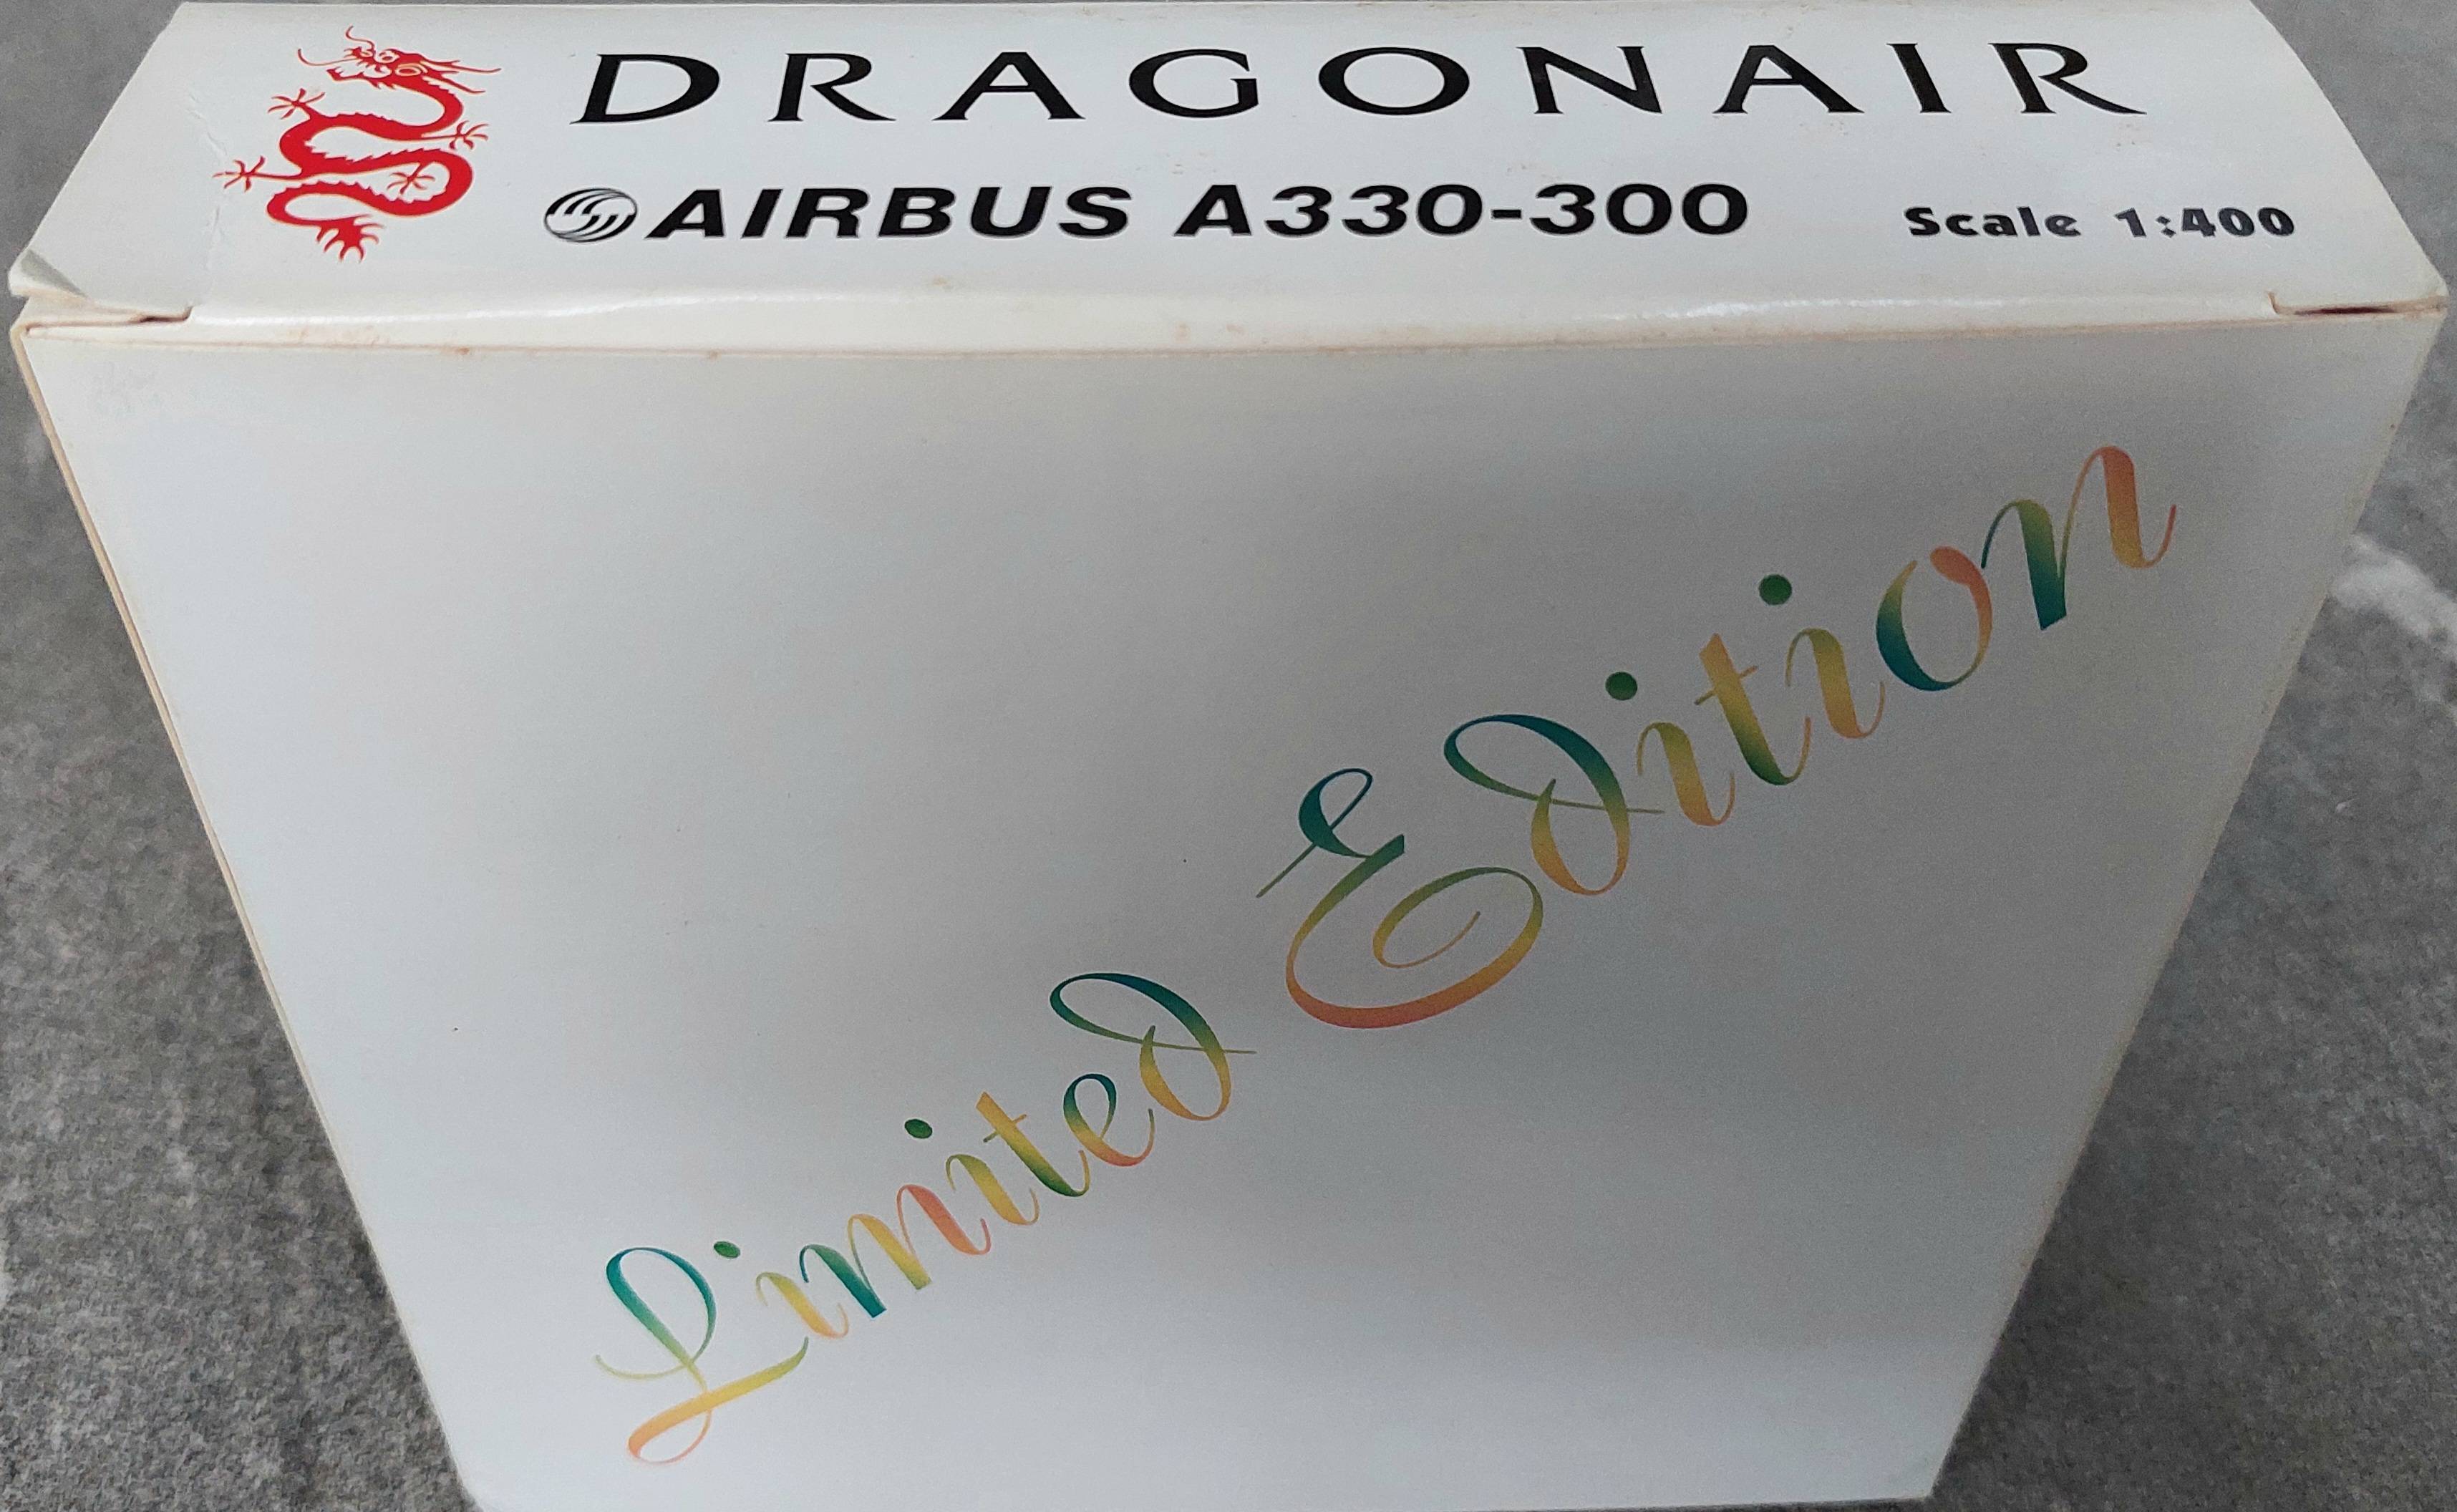 DRAGONAIR
AIRBUS A330-300
Scale 1:400
Limited Edition